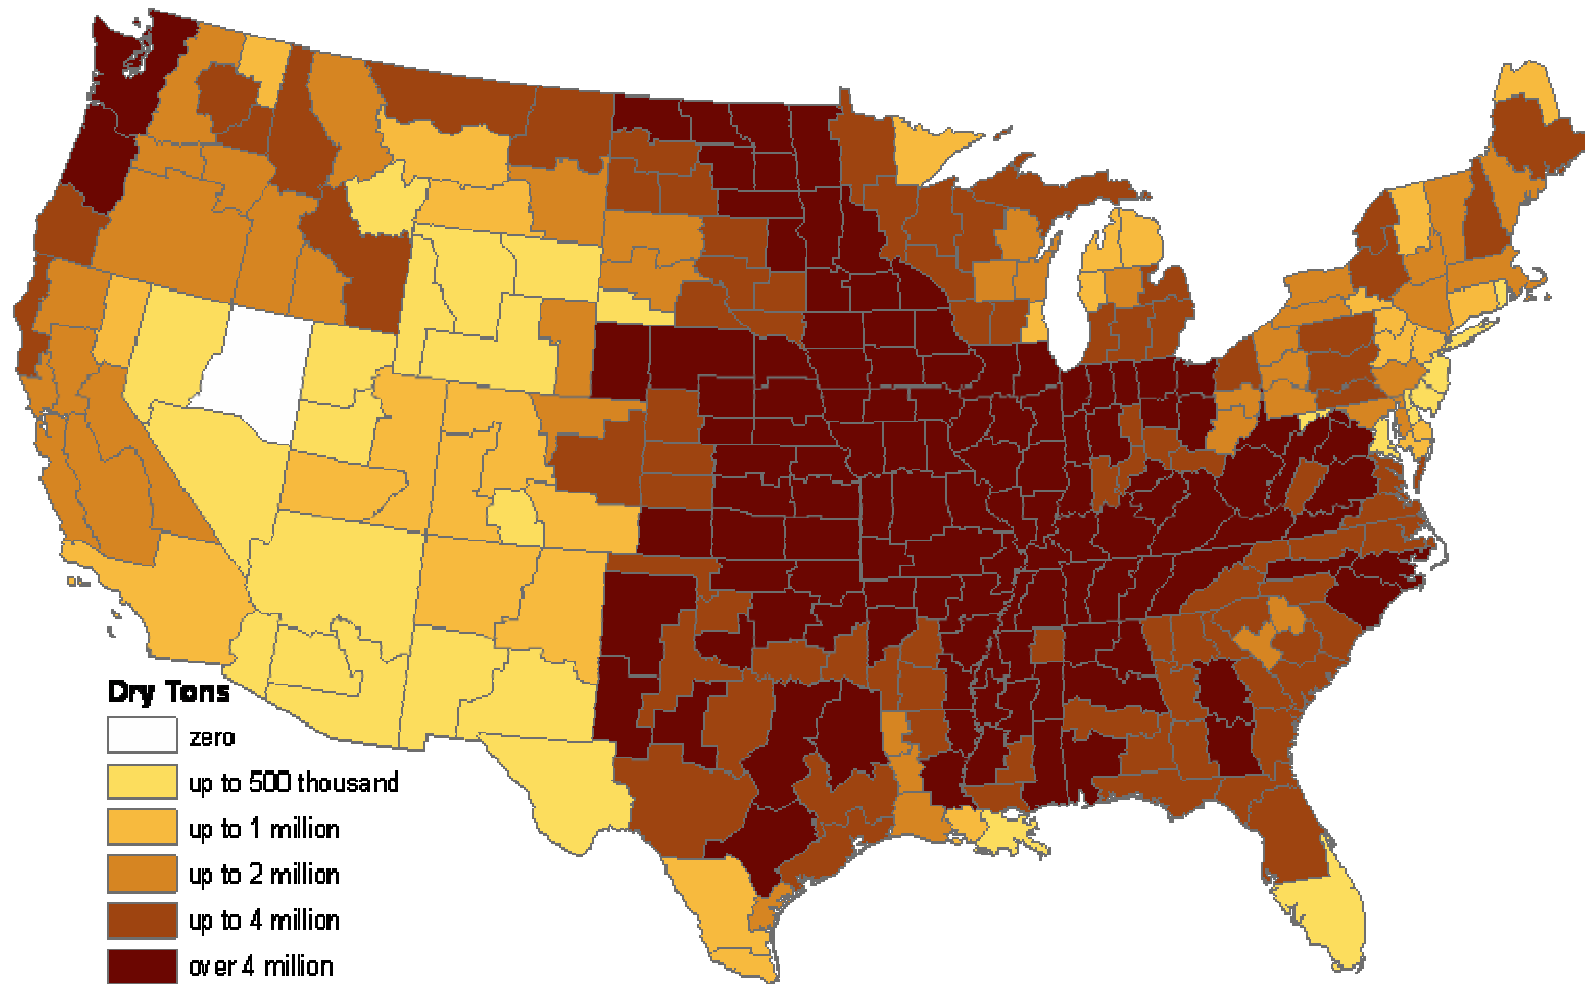 Dry Tons
zero
up to 500 thousand
up to 1 million
up to 2 million
up to 4 million
over 4 million